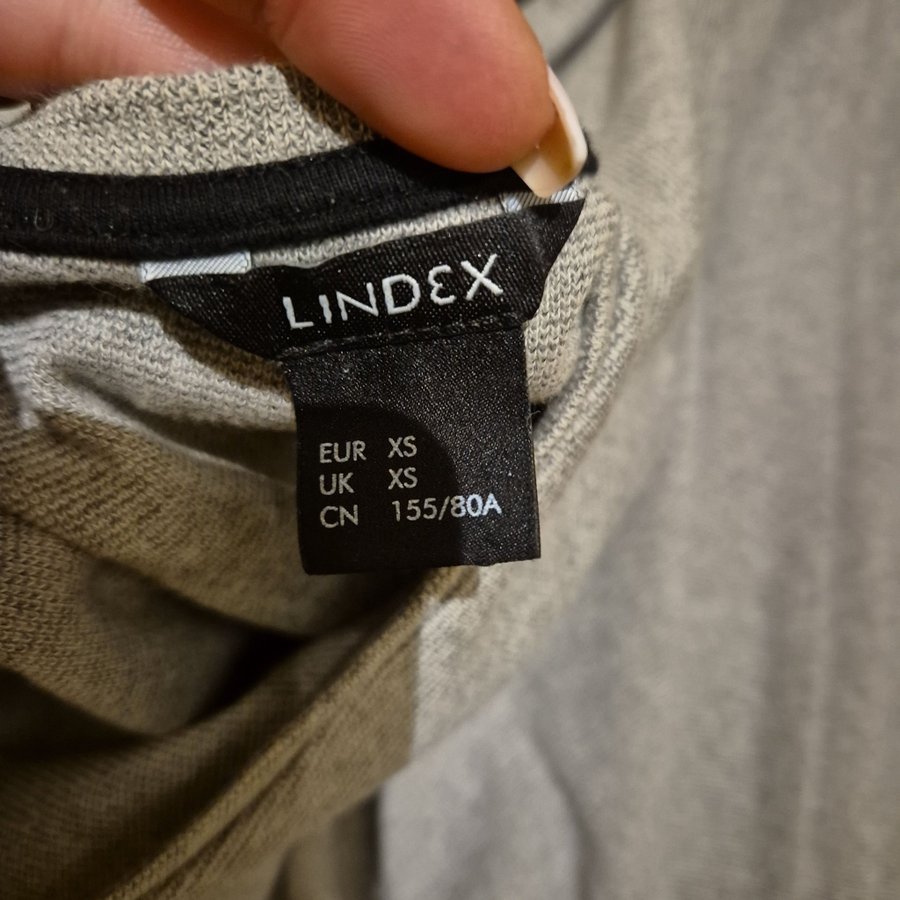 LINDEX
EUR XS
UK XS
CN 155/80A